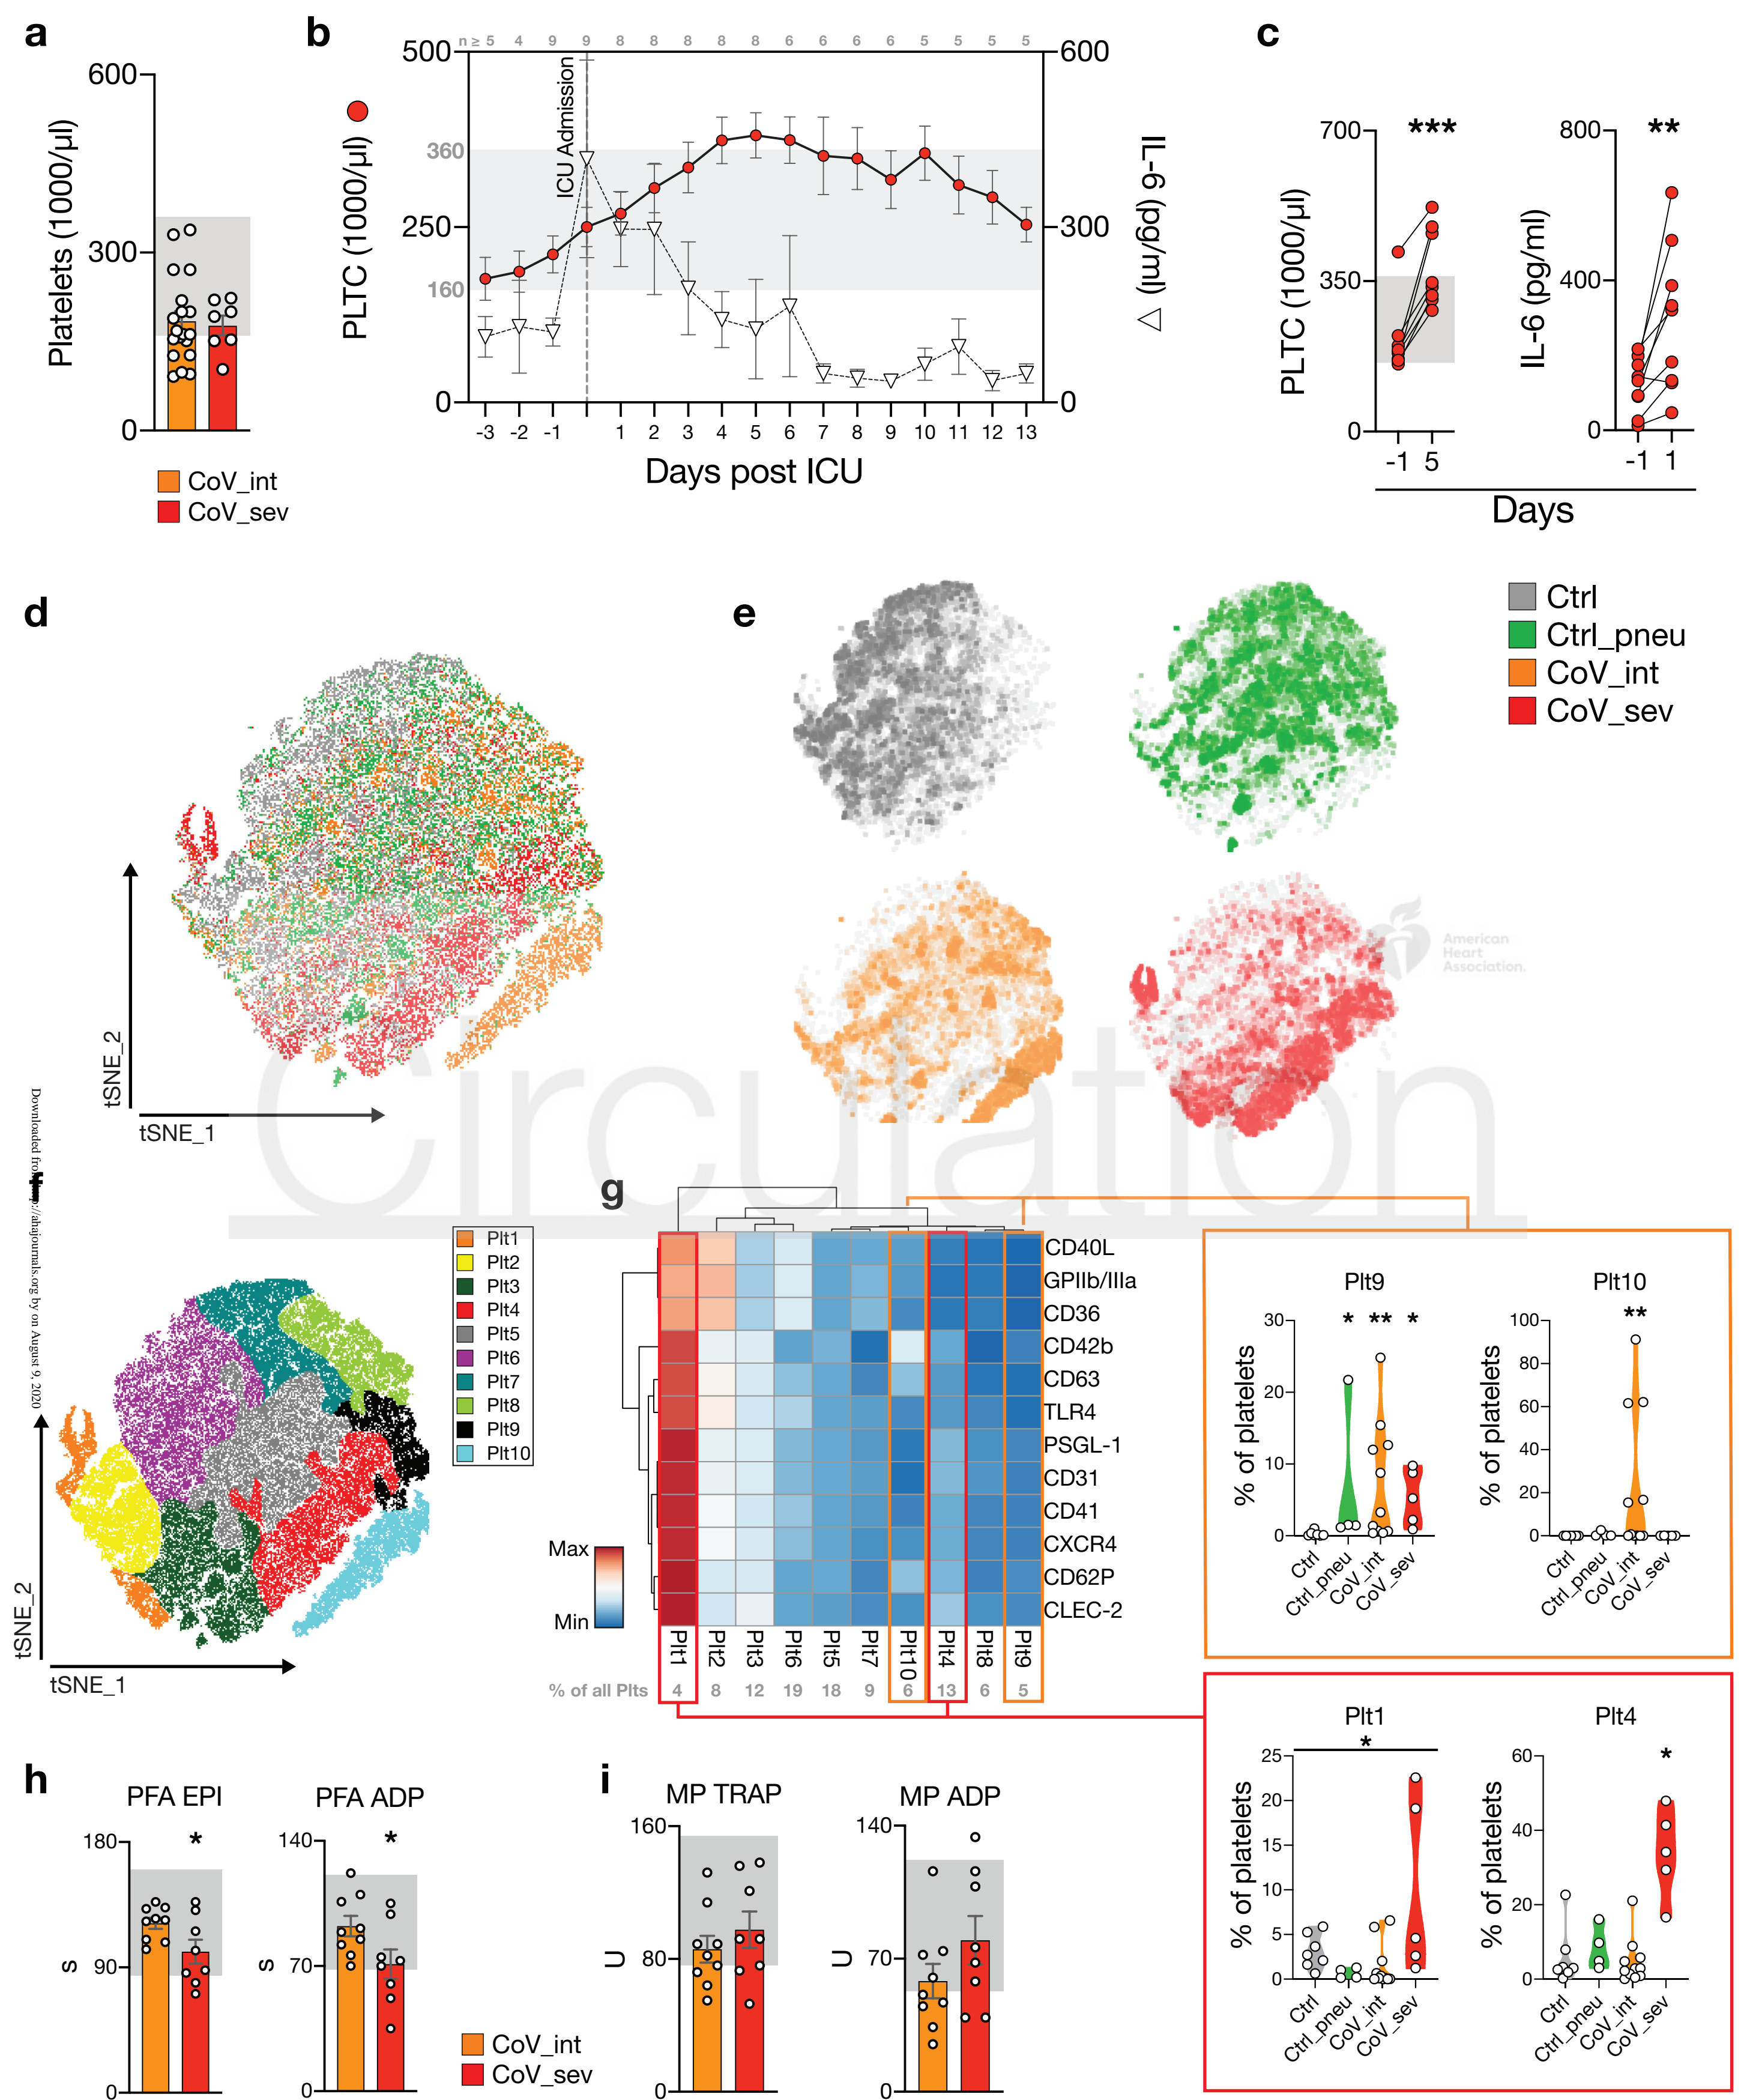 a
600
300
0
Platelets (1000/µl)
CoV_int
CoV_sev
b
n ≥ 5 4 9 9 8 8 8 8 8 6 6 6 6 5 5 5 5
500
360
250
160
0
PLTC (1000/µl)
ICU Admission
600
300
0
IL-6 (pg/ml)
-3 -2 -1 1 2 3 4 5 6 7 8 9 10 11 12 13
Days post ICU
c
700
350
0
PLTC (1000/µl)
***
-1 5
800
400
0
IL-6 (pg/ml)
**
-1 1
Days
d
tSNE_2
tSNE_1
e
Ctrl
Ctrl_pneu
CoV_int
CoV_sev
American
Heart
Association.
Circulation
f
Plt1
Plt2
Plt3
Plt4
Plt5
Plt6
Plt7
Plt8
Plt9
Plt10
tSNE_2
tSNE_1
g
CD40L
GPIIb/IIIa
CD36
CD42b
CD63
TLR4
PSGL-1
CD31
CD41
CXCR4
CD62P
CLEC-2
Max
Min
Plt1 Plt2 Plt3 Plt6 Plt5 Plt7 Plt10 Plt4 Plt8 Plt9
% of all Plts 4 8 12 19 18 9 6 13 6 5
Plt9
30
20
10
0
% of platelets
* ** *
Ctrl
Ctrl_pneu
CoV_int
CoV_sev
Plt10
100
80
60
40
20
0
% of platelets
**
Ctrl
Ctrl_pneu
CoV_int
CoV_sev
Plt1
25
20
15
10
5
0
% of platelets
*
Ctrl
Ctrl_pneu
CoV_int
CoV_sev
Plt4
60
40
20
0
% of platelets
*
Ctrl
Ctrl_pneu
CoV_int
CoV_sev
h
PFA EPI
180
90
0
s
*
PFA ADP
140
70
0
s
*
CoV_int
CoV_sev
i
MP TRAP
160
80
0
U
MP ADP
140
70
0
U
://ahajournals.org by on August 9, 2020
Downloaded